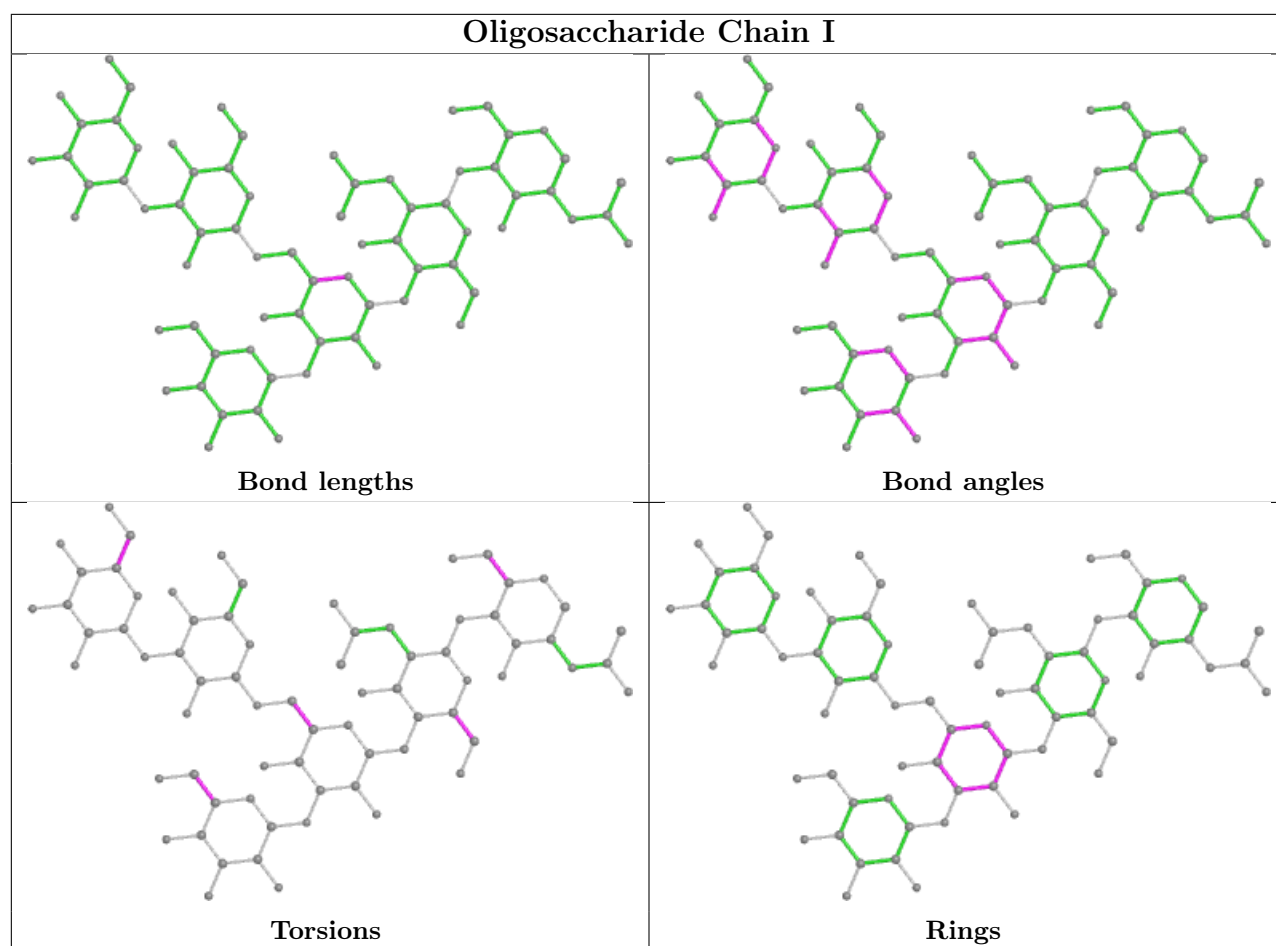 Oligosaccharide Chain I
Bond lengths
Bond angles
Torsions
Rings